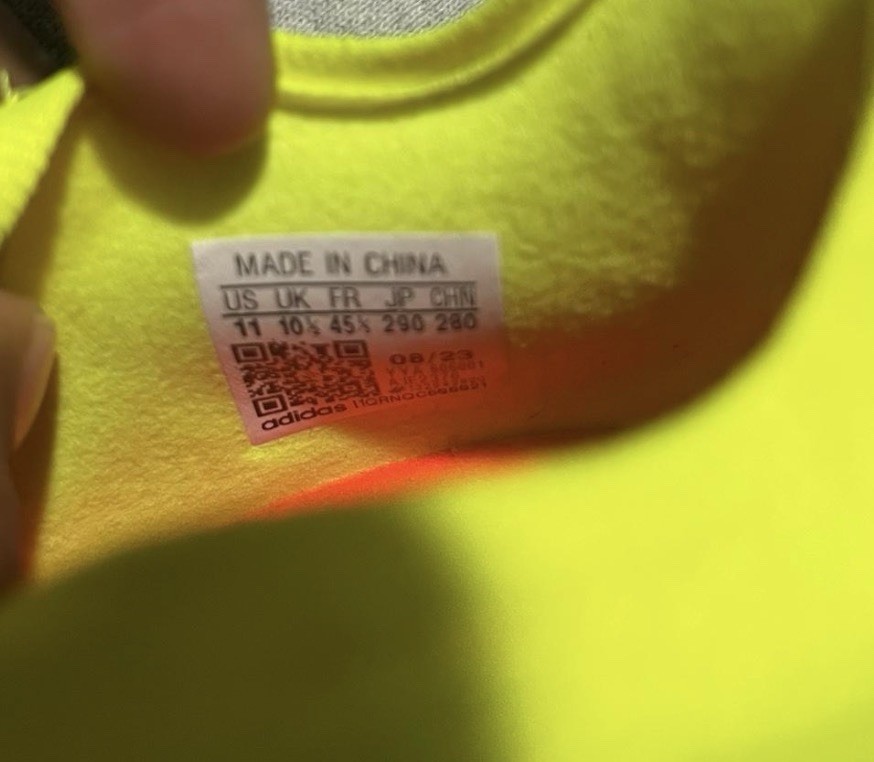 MADE IN CHINA
US UK FR JP CHN
11 10½ 45⅓ 290 280
08/23
adidas